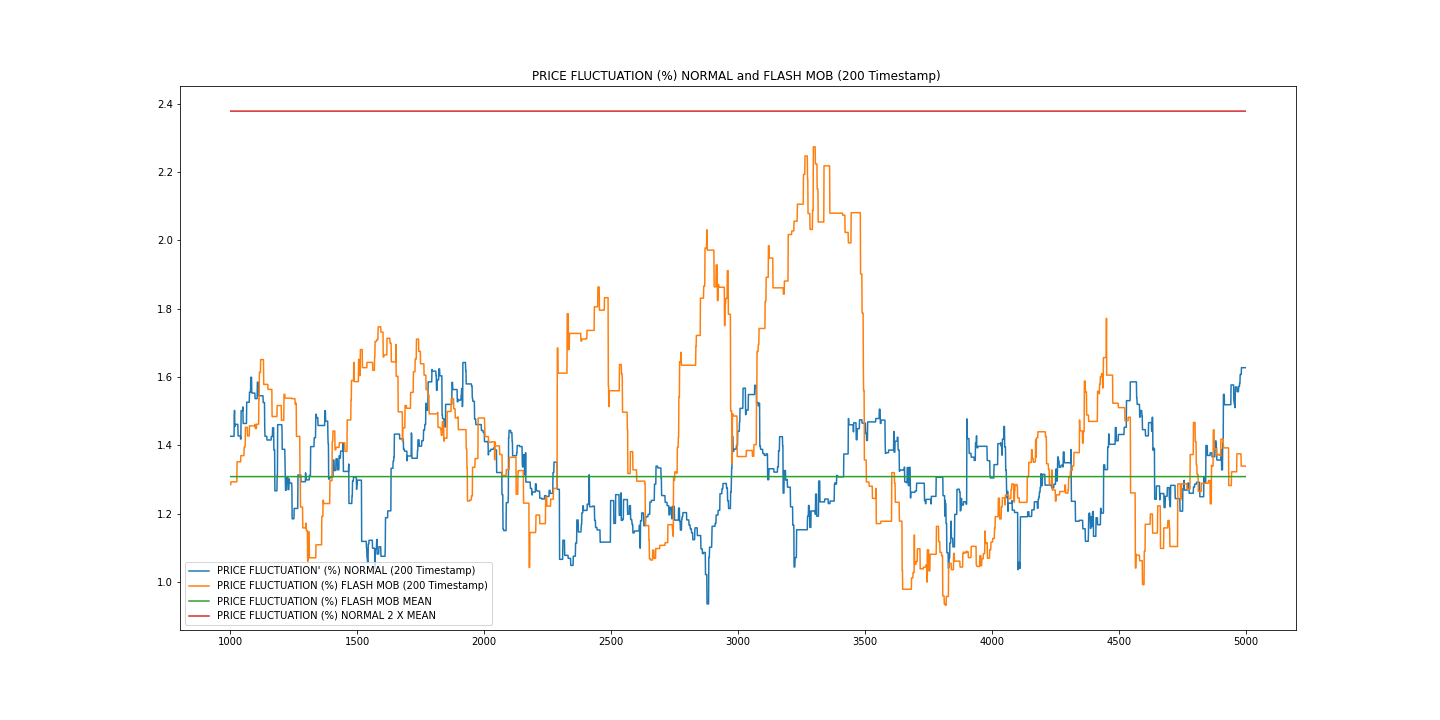 PRICE FLUCTUATION (%) NORMAL and FLASH MOB (200 Timestamp)
2.4
2.2
2.0
1.8
1.6
1.4
1.2
1.0
PRICE FLUCTUATION' (%) NORMAL (200 Timestamp)
PRICE FLUCTUATION (%) FLASH MOB (200 Timestamp)
PRICE FLUCTUATION (%) FLASH MOB MEAN
PRICE FLUCTUATION (%) NORMAL 2 X MEAN
1000 1500 2000 2500 3000 3500 4000 4500 5000